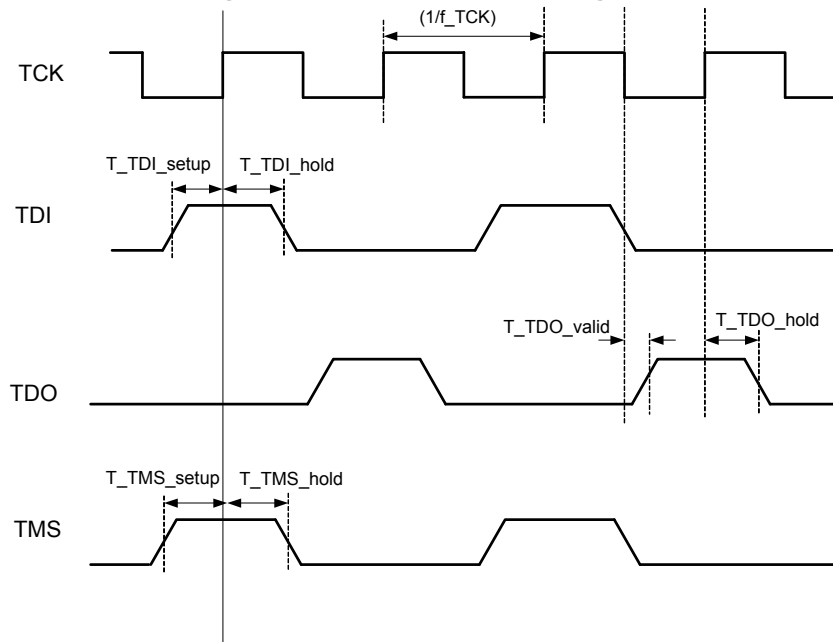 (1/f_TCK)
TCK
T_TDI_setup T_TDI_hold
TDI
T_TDO_valid T_TDO_hold
TDO
T_TMS_setup T_TMS_hold
TMS